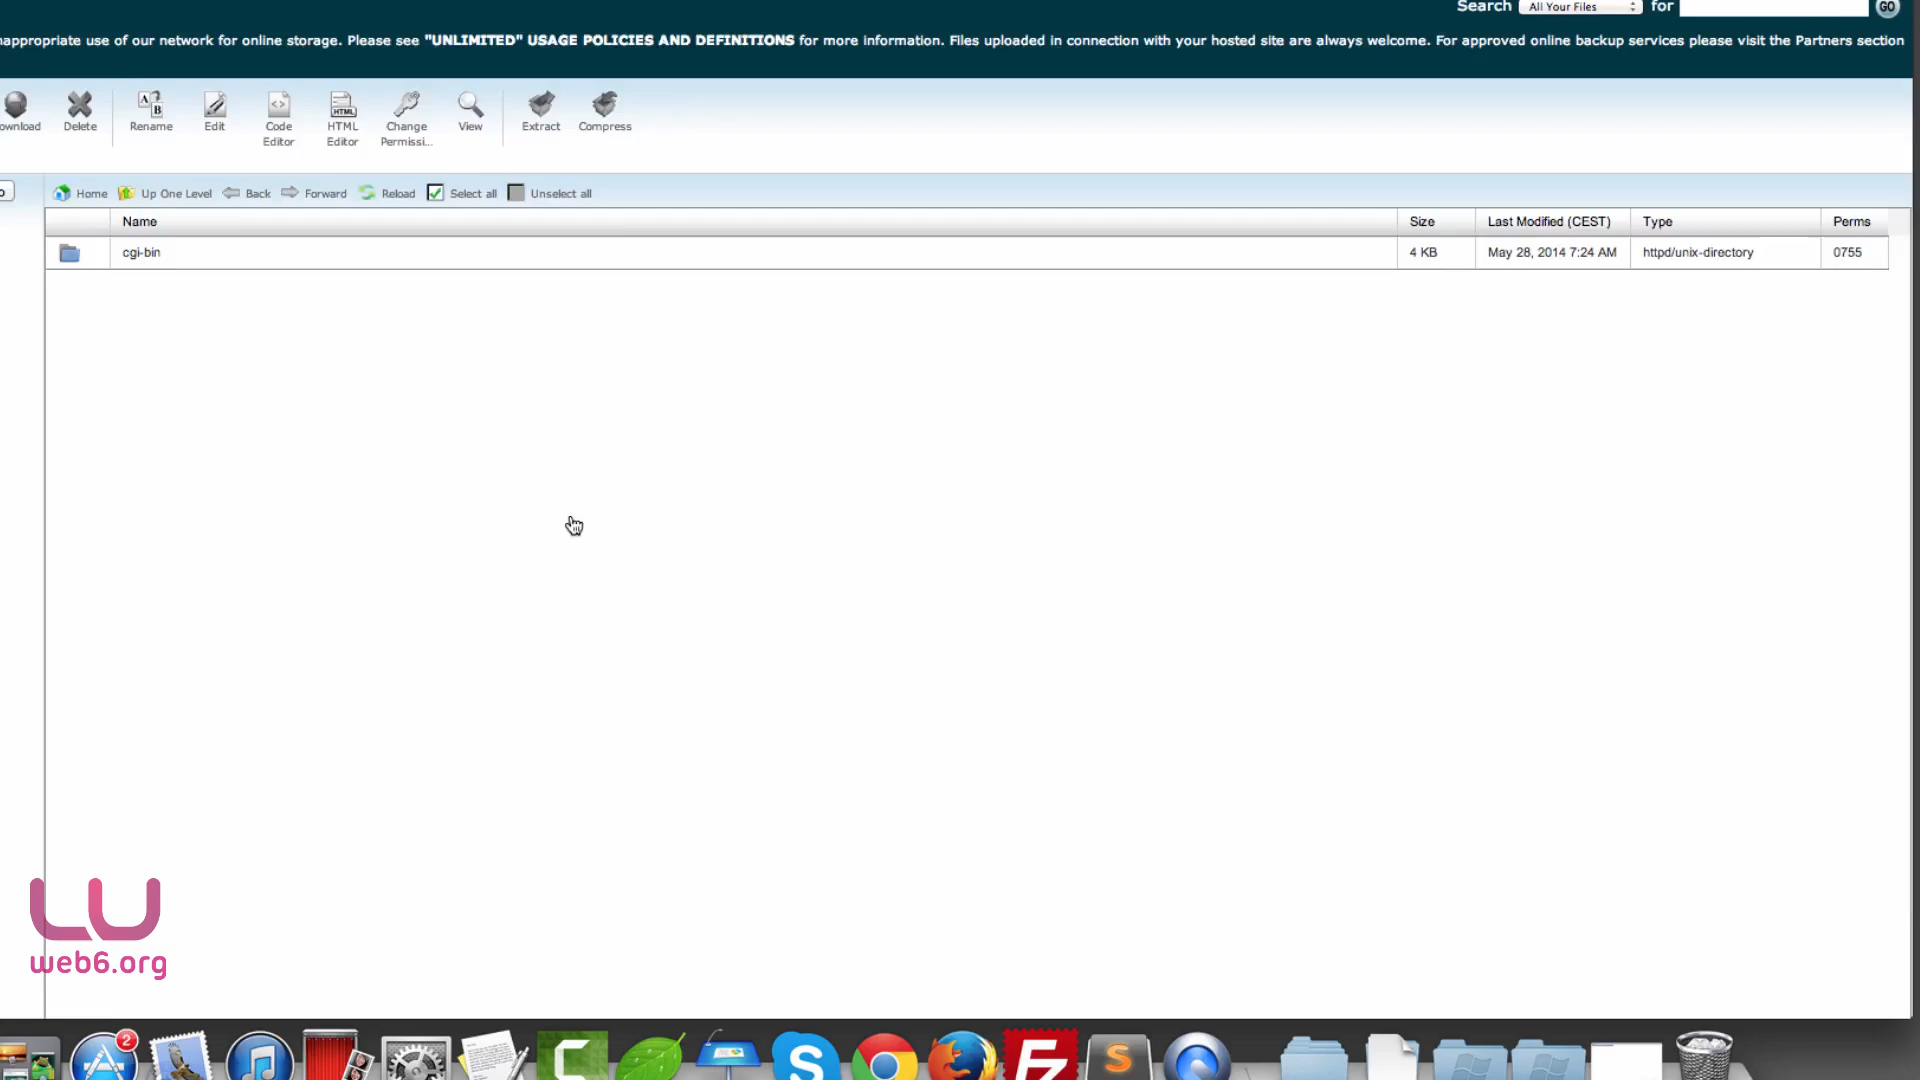 Search All Your Files for GO
appropriate use of our network for online storage. Please see "UNLIMITED" USAGE POLICIES AND DEFINITIONS for more information. Files uploaded in connection with your hosted site are always welcome. For approved online backup services please visit the Partners section
ownload Delete Rename Edit Code Editor HTML Editor Change Permissi... View Extract Compress
Home Up One Level Back Forward Reload Select all Unselect all
Name Size Last Modified (CEST) Type Perms
cgi-bin 4 KB May 28, 2014 7:24 AM httpd/unix-directory 0755
web6.org
2